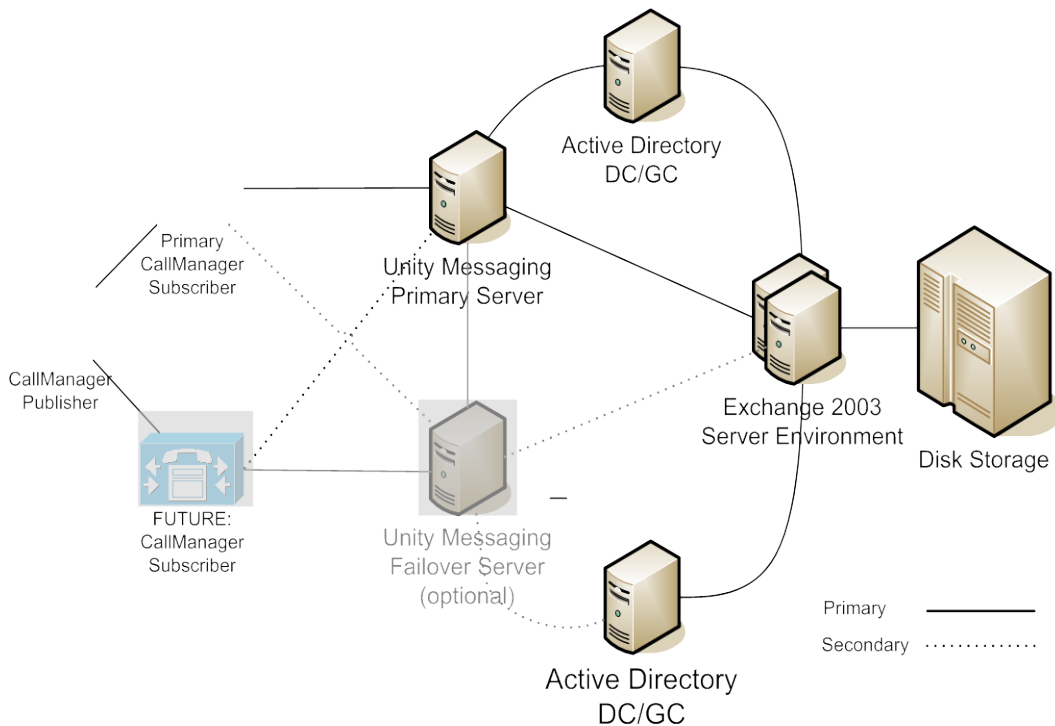 Active Directory
DC/GC
Primary
CallManager
Subscriber
Unity Messaging
Primary Server
CallManager
Publisher
Exchange 2003
Server Environment
Disk Storage
FUTURE:
CallManager
Subscriber
Unity Messaging
Failover Server
(optional)
Primary
Secondary
Active Directory
DC/GC